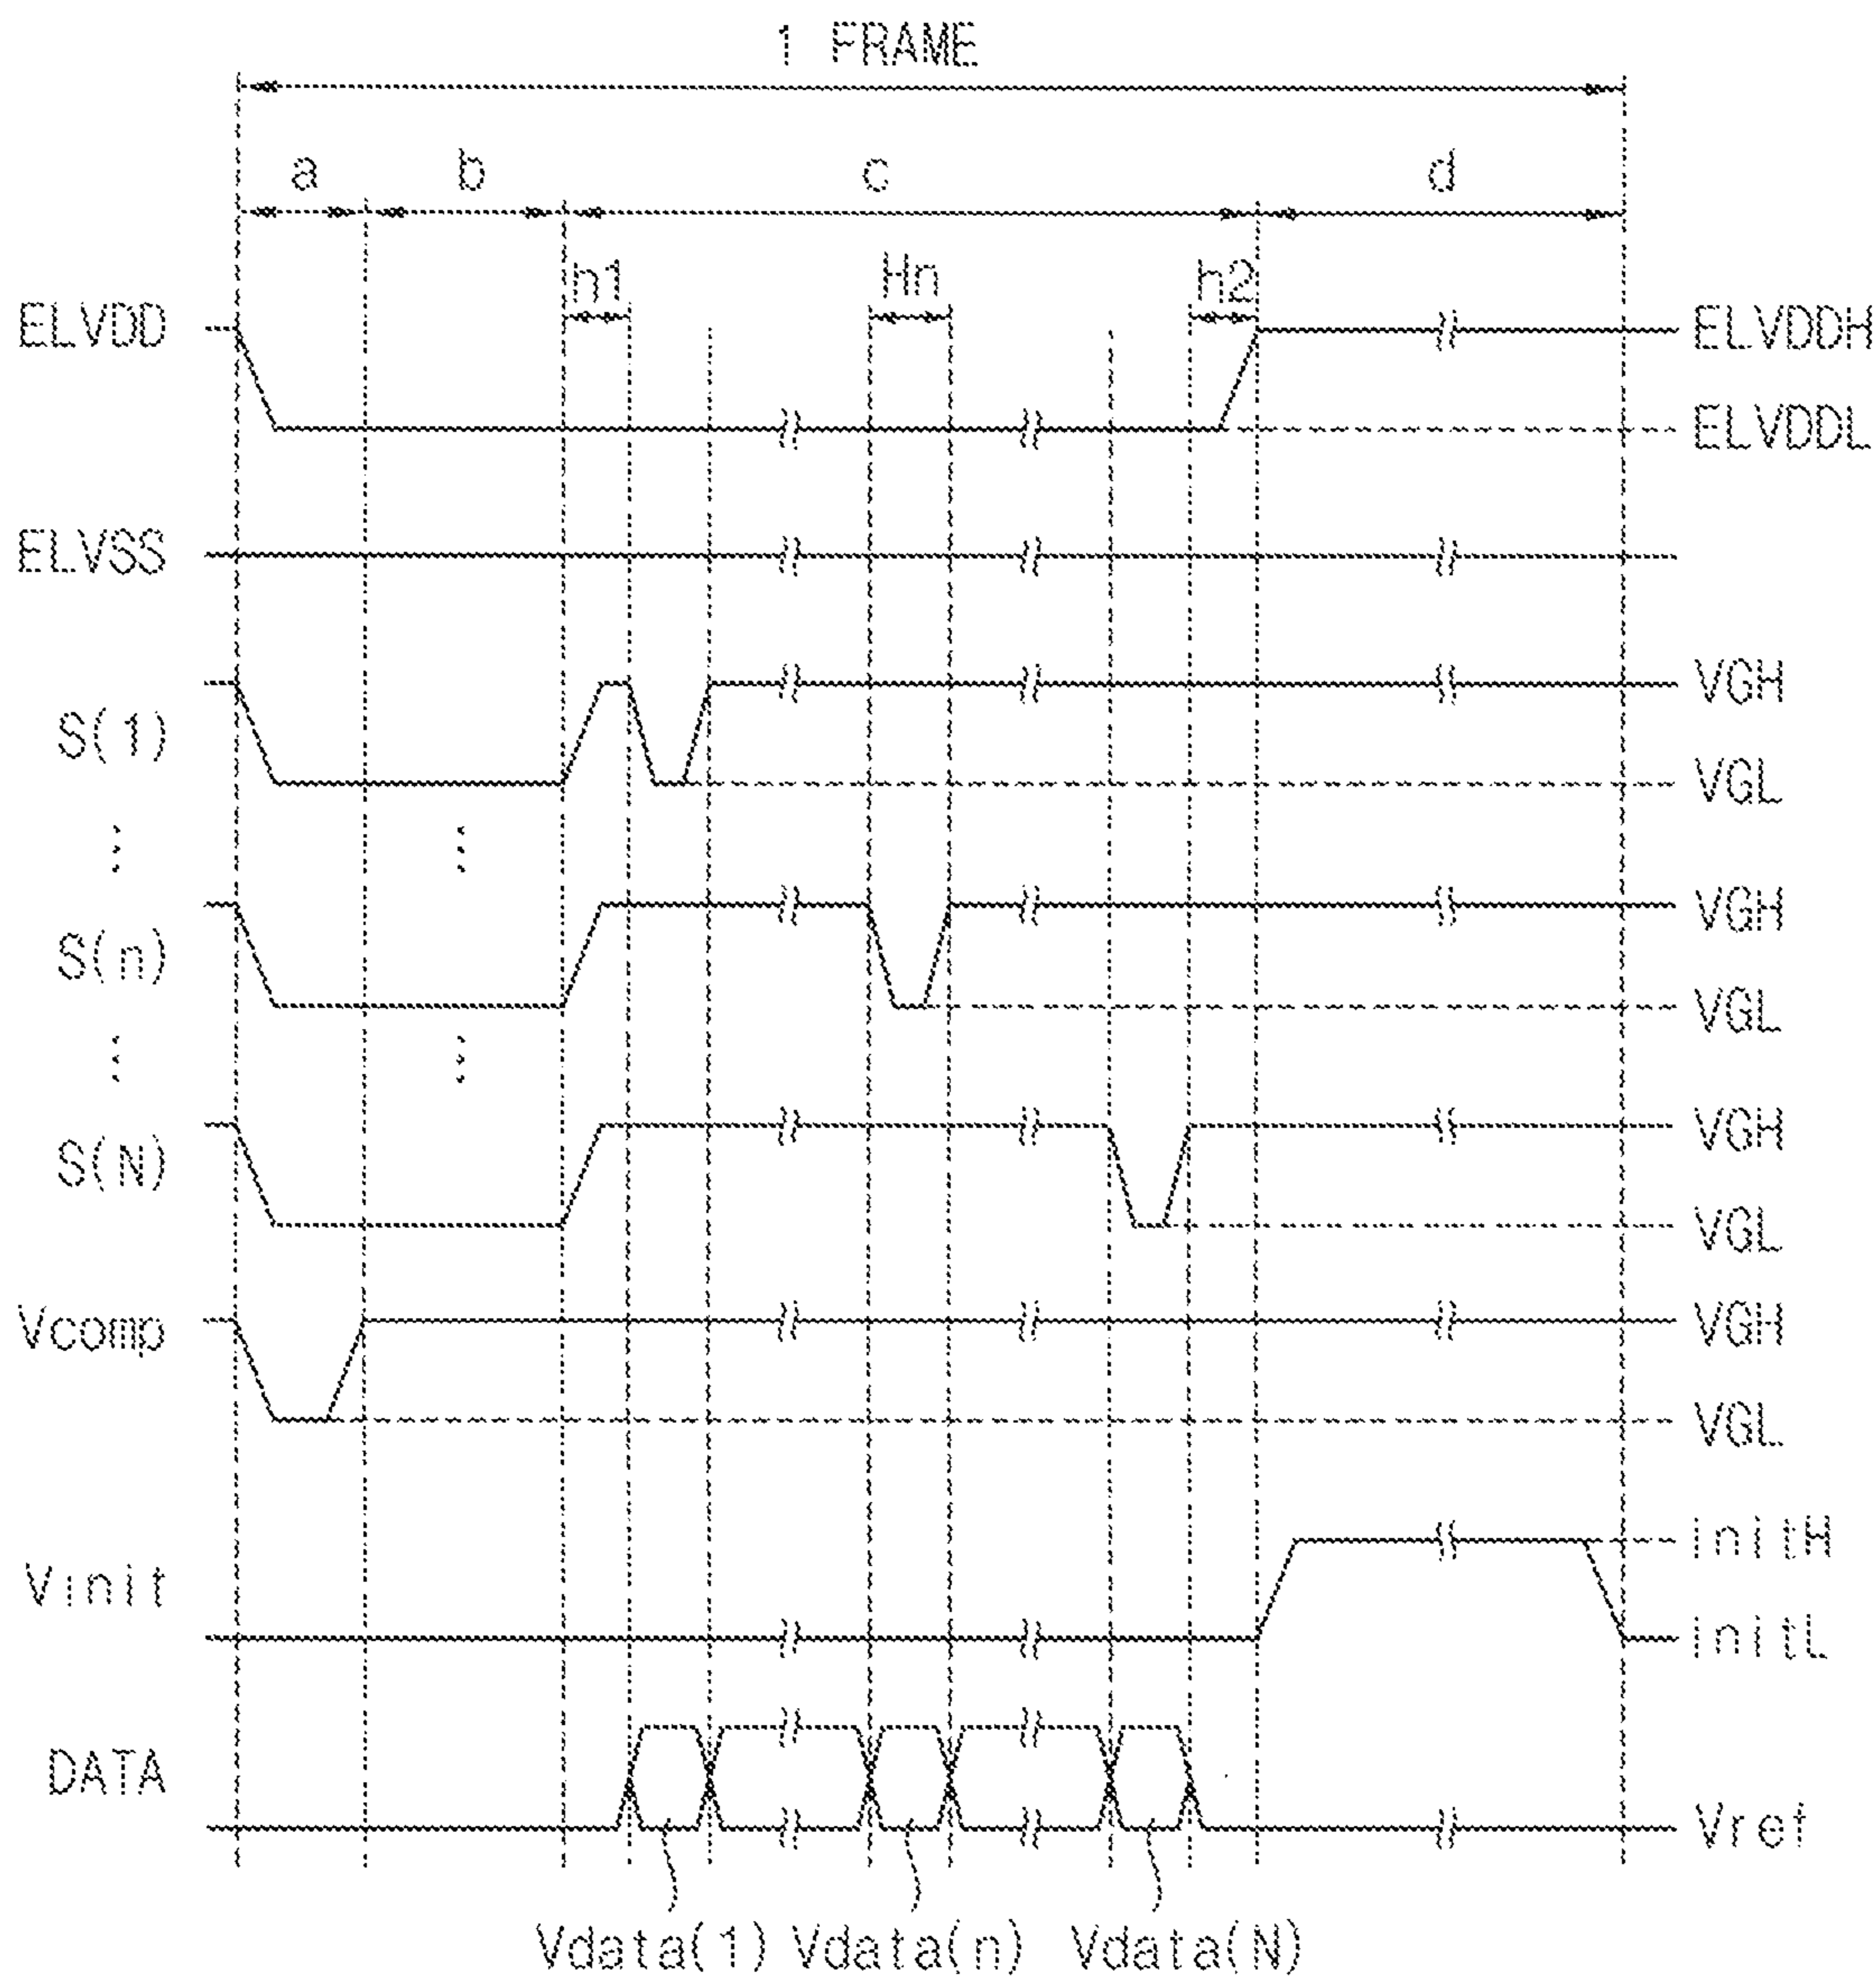 1 FRAME
a b c d
h1 Hn h2
ELVDD ELVDDH
ELVDDL
ELVSS
VGH
S(1)
VGL
VGH
S(n)
VGL
VGH
S(N)
VGL
Vcomp VGH
VGL
initH
Vinit
initL
DATA
Vref
Vdata(1) Vdata(n) Vdata(N)